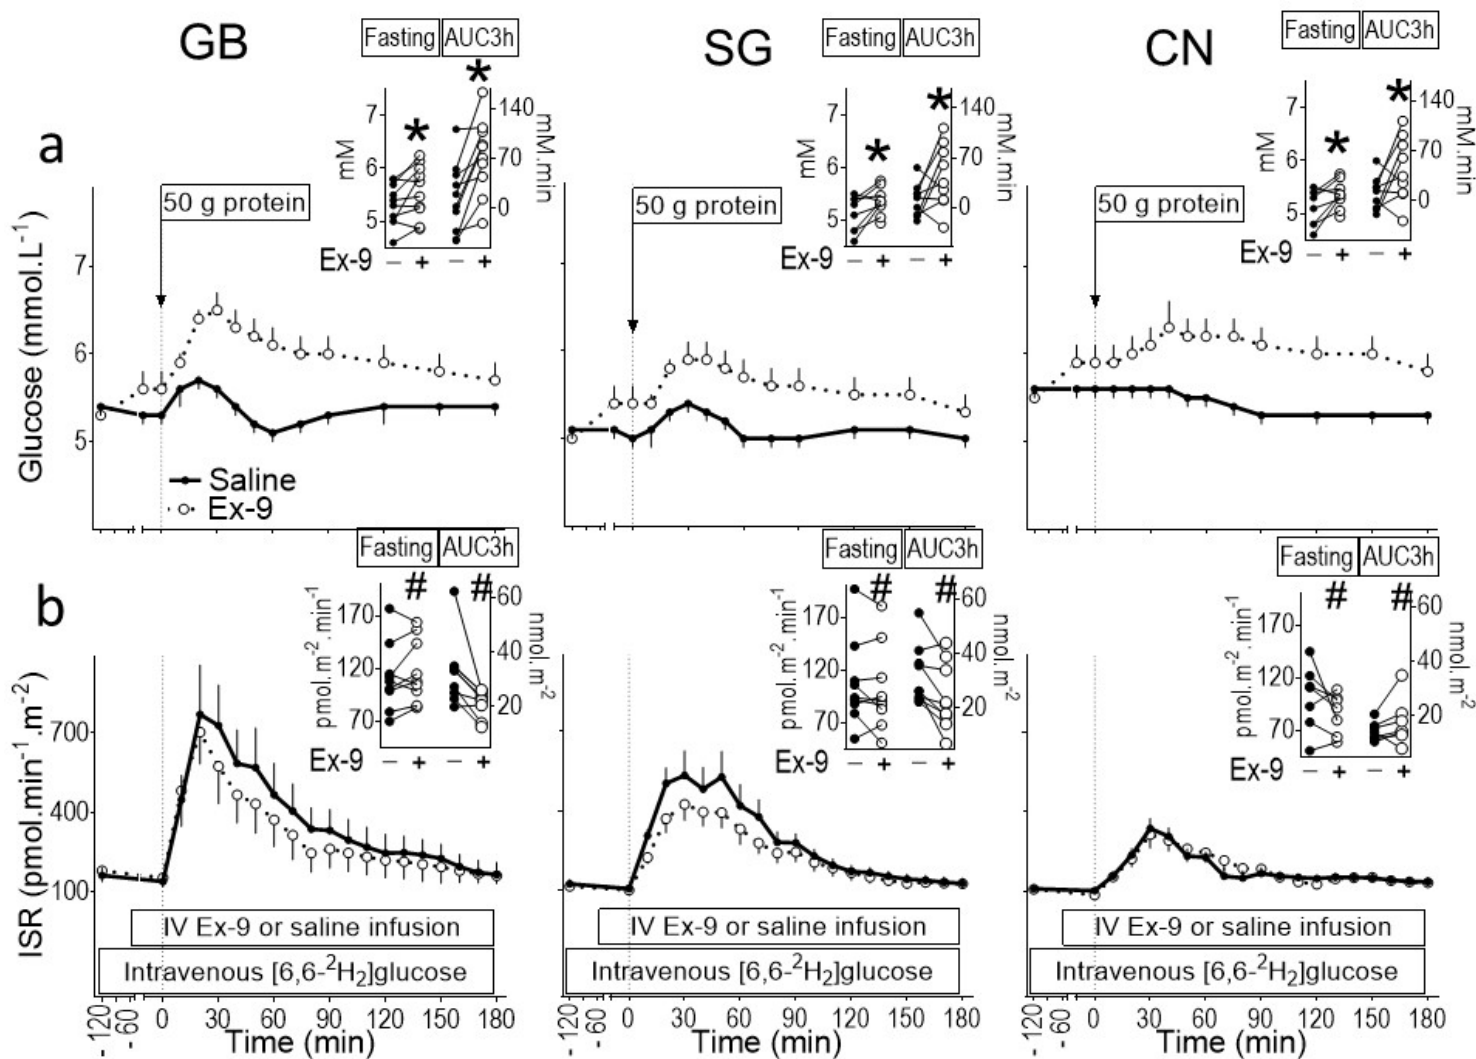 GB SG CN
Fasting AUC3h Fasting AUC3h Fasting AUC3h
* * * * * *
a
7 140 7 140 7 140
mM mM.min mM mM.min mM mM.min
6 70 6 70 6 70
5 0 5 0 5 0
Ex-9 − + − + Ex-9 − + − + Ex-9 − + − +
50 g protein 50 g protein 50 g protein
Glucose (mmol.L⁻¹)
7
6
5
Saline
Ex-9
Fasting AUC3h Fasting AUC3h Fasting AUC3h
# # # # # #
b
pmol.m⁻².min⁻¹ nmol.m⁻² pmol.m⁻².min⁻¹ nmol.m⁻² pmol.m⁻².min⁻¹ nmol.m⁻²
170 60 170 60 170 60
120 40 120 40 120 40
70 20 70 20 70 20
Ex-9 − + − + Ex-9 − + − + Ex-9 − + − +
ISR (pmol.min⁻¹.m⁻²)
700
400
100
IV Ex-9 or saline infusion IV Ex-9 or saline infusion IV Ex-9 or saline infusion
Intravenous [6,6-²H₂]glucose Intravenous [6,6-²H₂]glucose Intravenous [6,6-²H₂]glucose
-120 -60 0 30 60 90 120 150 180 -120 -60 0 30 60 90 120 150 180 -120 -60 0 30 60 90 120 150 180
Time (min) Time (min) Time (min)